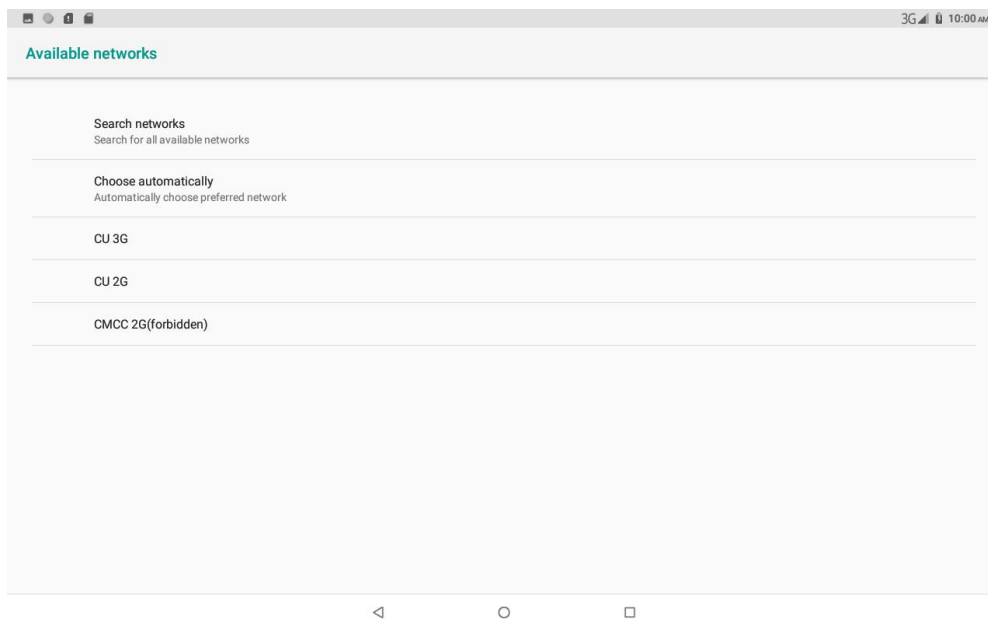 3G 10:00 AM
Available networks
Search networks
Search for all available networks
Choose automatically
Automatically choose preferred network
CU 3G
CU 2G
CMCC 2G(forbidden)